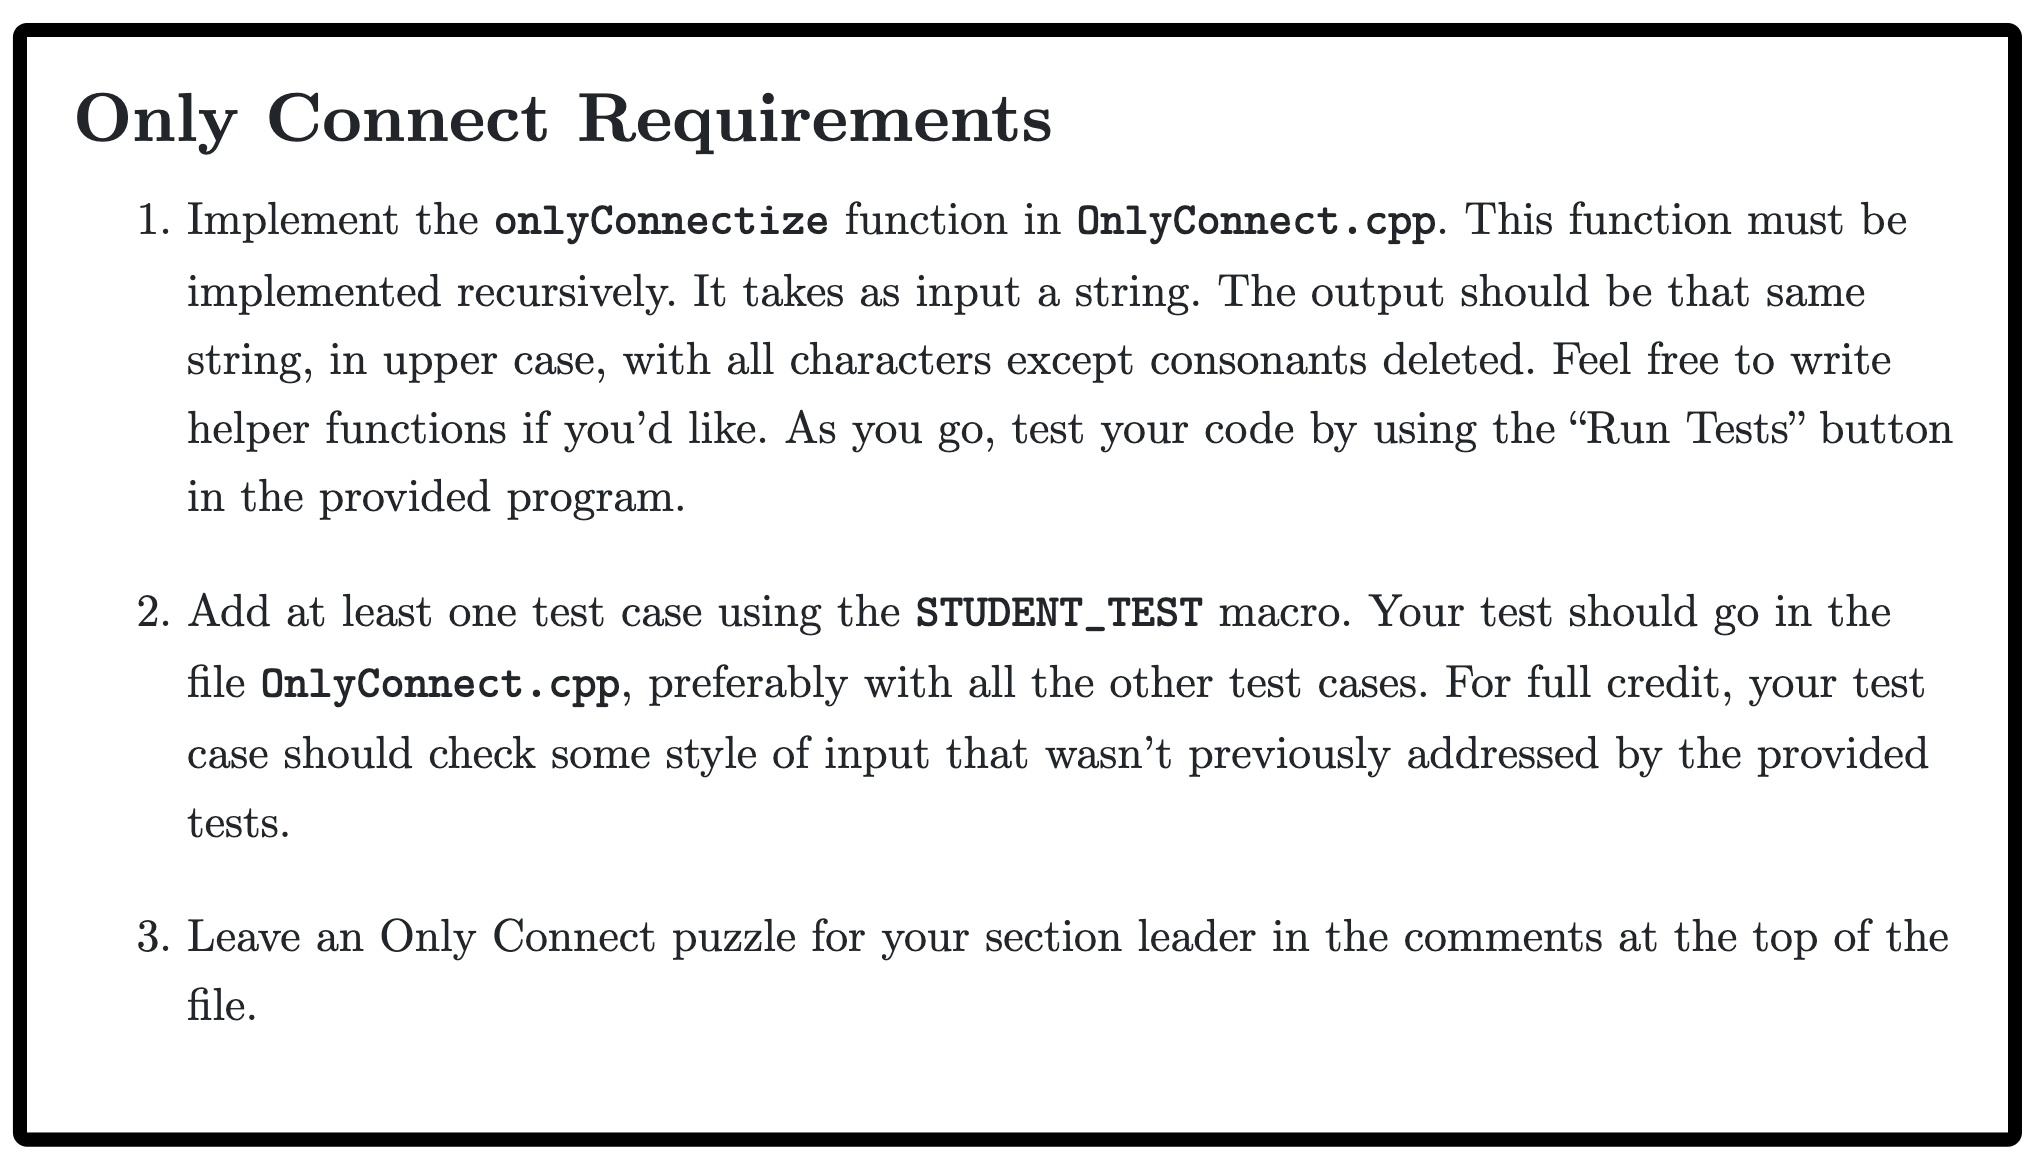 Only Connect Requirements
1. Implement the onlyConnectize function in OnlyConnect.cpp. This function must be
implemented recursively. It takes as input a string. The output should be that same
string, in upper case, with all characters except consonants deleted. Feel free to write
helper functions if you’d like. As you go, test your code by using the “Run Tests” button
in the provided program.
2. Add at least one test case using the STUDENT_TEST macro. Your test should go in the
file OnlyConnect.cpp, preferably with all the other test cases. For full credit, your test
case should check some style of input that wasn’t previously addressed by the provided
tests.
3. Leave an Only Connect puzzle for your section leader in the comments at the top of the
file.